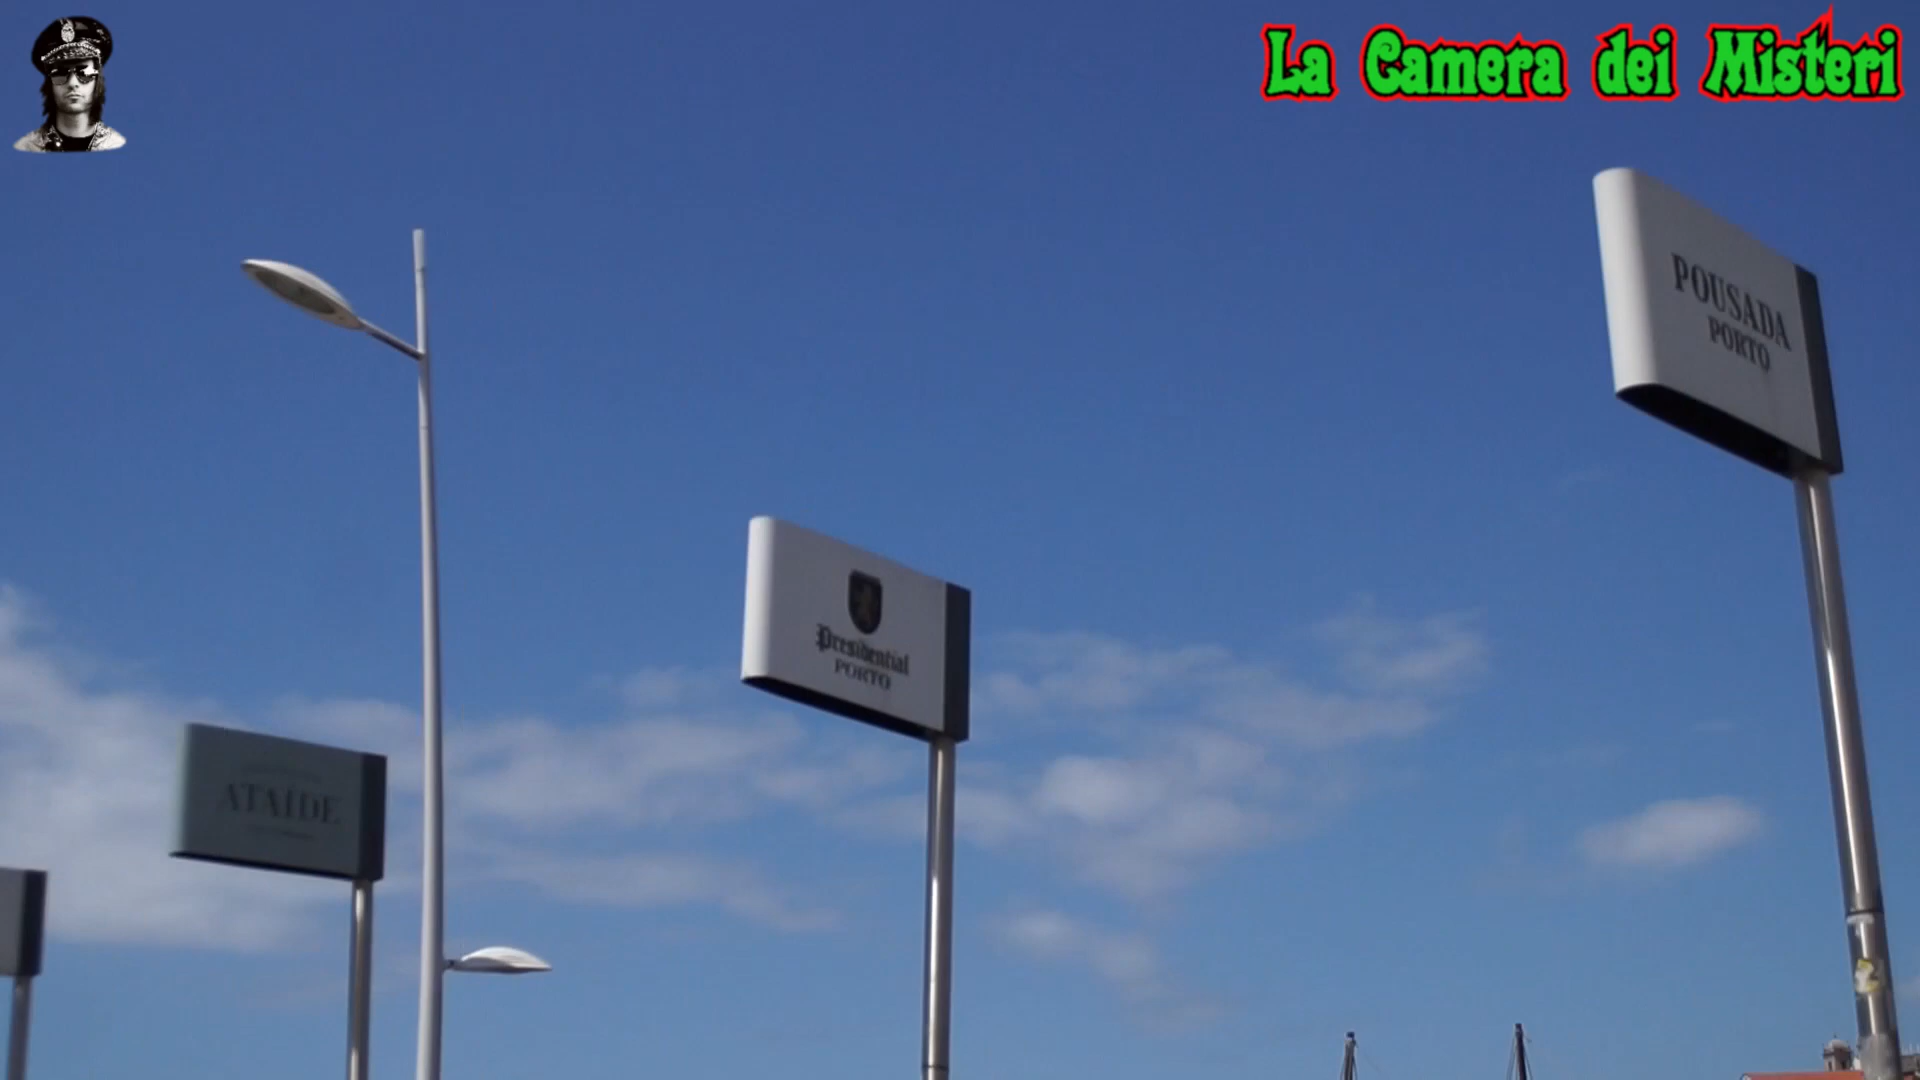 La Camera dei Misteri
POUSADA
PORTO
Presidential
PORTO
ATAIDE